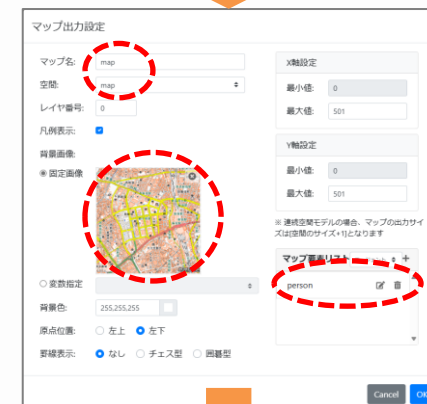 マップ出力設定
マップ名: map
空間: map
レイヤ番号: 0
凡例表示:
背景画像:
固定画像
変数指定
背景色: 255,255,255
原点位置: 左上 左下
罫線表示: なし チェス型 囲碁型
X軸設定
最小値: 0
最大値: 501
Y軸設定
最小値: 0
最大値: 501
※ 連続空間モデルの場合、マップの出力サイ
ズは[空間のサイズ+1]となります
マップ要素リスト
person
Cancel OK